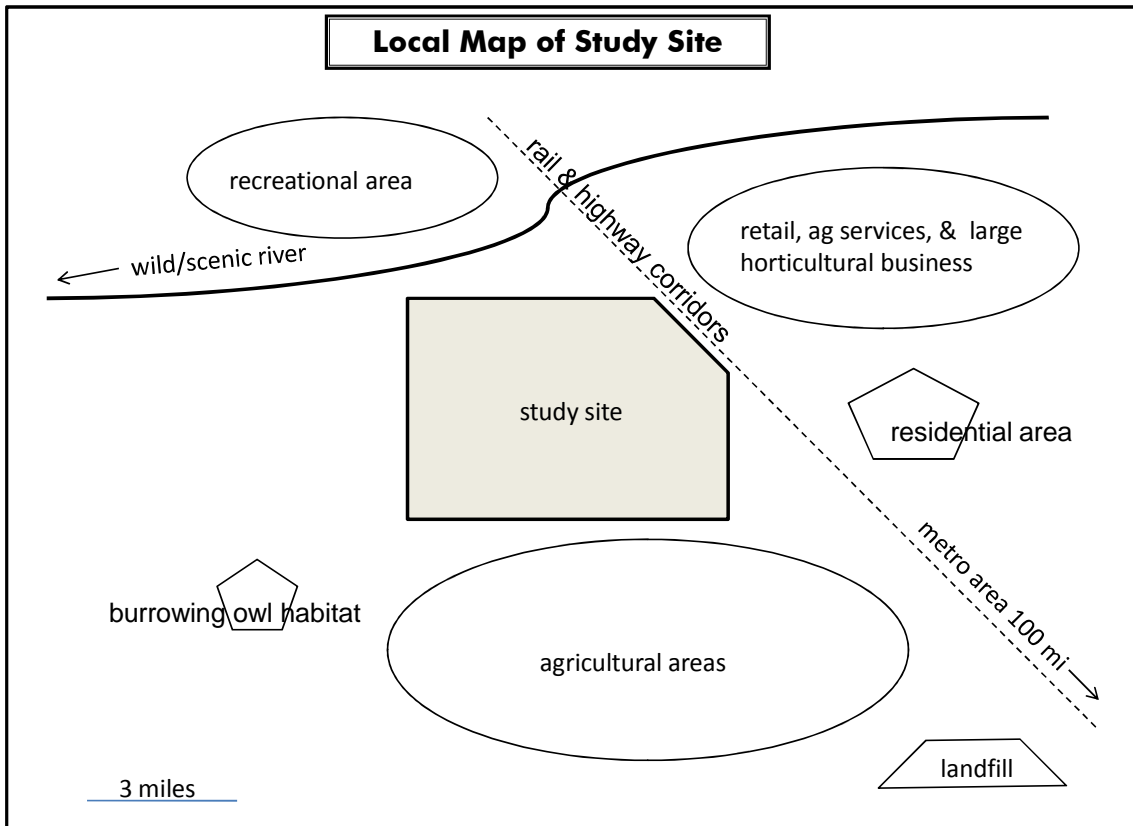 Local Map of Study Site
rail & highway corridors
recreational area
retail, ag services, & large
horticultural business
wild/scenic river
study site
residential area
metro area 100 mi
burrowing owl habitat
agricultural areas
landfill
3 miles